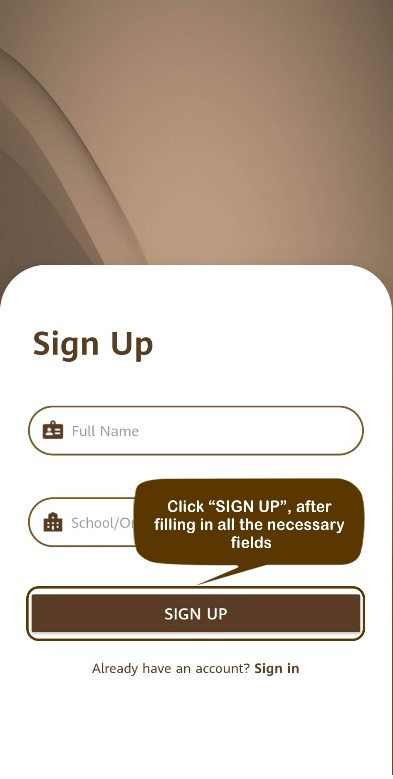 Sign Up
Full Name
Click “SIGN UP”, after
filling in all the necessary
fields
School/
SIGN UP
Already have an account? Sign in